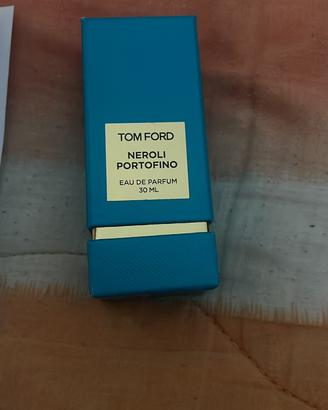 TOM FORD
NEROLI
PORTOFINO
EAU DE PARFUM
30 ML